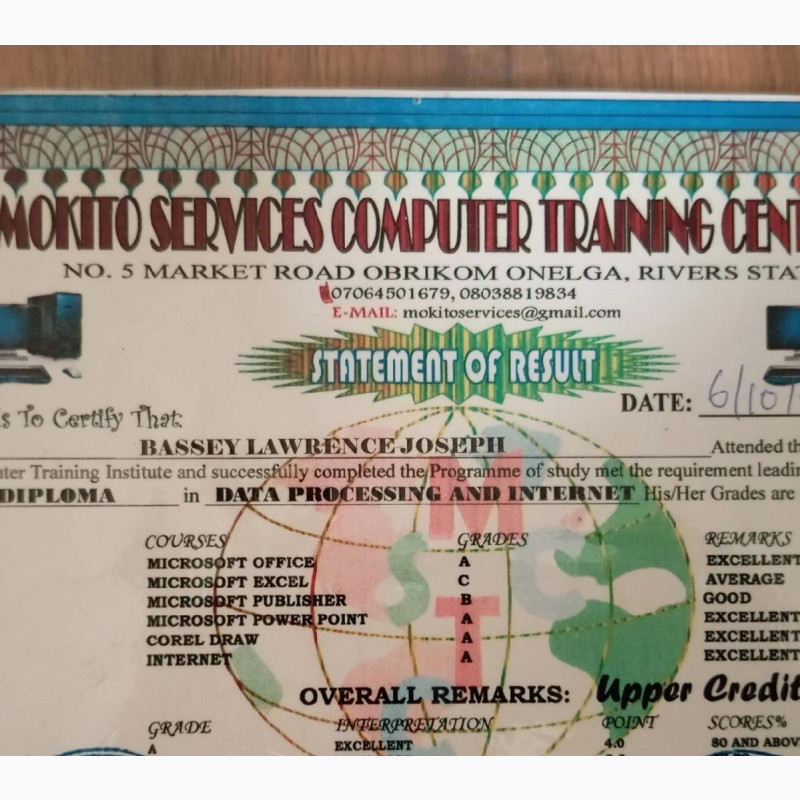 MOKITO SERVICES COMPUTER TRAINING CENT
NO. 5 MARKET ROAD OBRIKOM ONELGA, RIVERS STA
07064501679, 08038819834
E-MAIL: mokitoservices@gmail.com
STATEMENT OF RESULT
DATE: 6/10/
s To Certify That
BASSEY LAWRENCE JOSEPH Attended th
uter Training Institute and successfully completed the Programme of study met the requirement leadin
DIPLOMA in DATA PROCESSING AND INTERNET His/Her Grades are
COURSES GRADES REMARKS
MICROSOFT OFFICE A EXCELLENT
MICROSOFT EXCEL C AVERAGE
MICROSOFT PUBLISHER B GOOD
MICROSOFT POWER POINT A EXCELLENT
COREL DRAW A EXCELLENT
INTERNET A EXCELLENT
OVERALL REMARKS: Upper Credit
GRADE INTERPRETATION POINT SCORES%
A EXCELLENT 4.0 80 AND ABOV